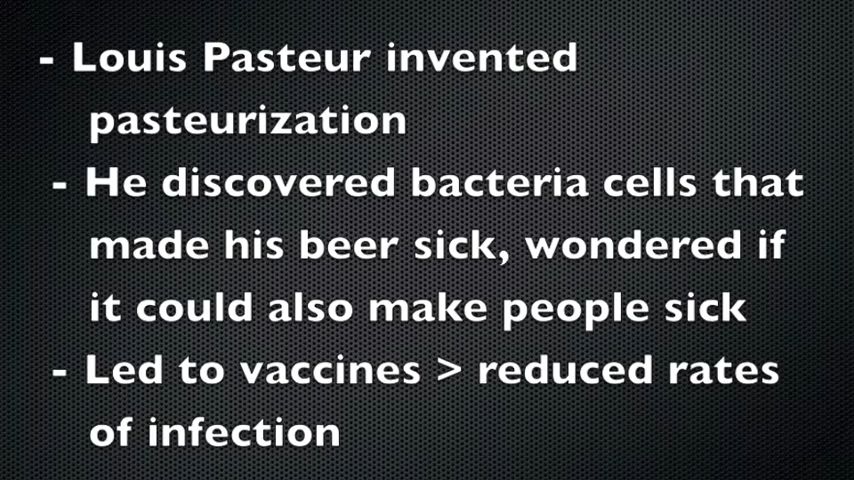 - Louis Pasteur invented
pasteurization
- He discovered bacteria cells that
made his beer sick, wondered if
it could also make people sick
- Led to vaccines > reduced rates
of infection